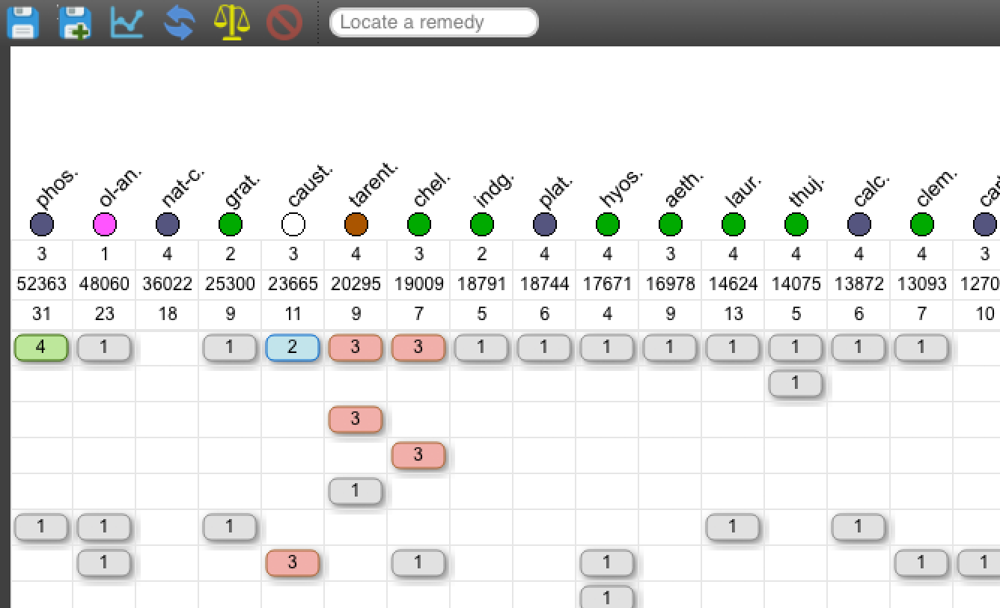 Locate a remedy
phos. ol-an. nat-c. grat. caust. tarent. chel. indg. plat. hyos. aeth. laur. thuj. calc. clem.
3 1 4 2 3 4 3 2 4 4 3 4 4 4 4 3
52363 48060 36022 25300 23665 20295 19009 18791 18744 17671 16978 14624 14075 13872 13093 1270
31 23 18 9 11 9 7 5 6 4 9 13 5 6 7 10
4 1 1 2 3 3 1 1 1 1 1 1 1 1
1
3
3
1
1 1 1 1 1
1 3 1 1 1 1
1